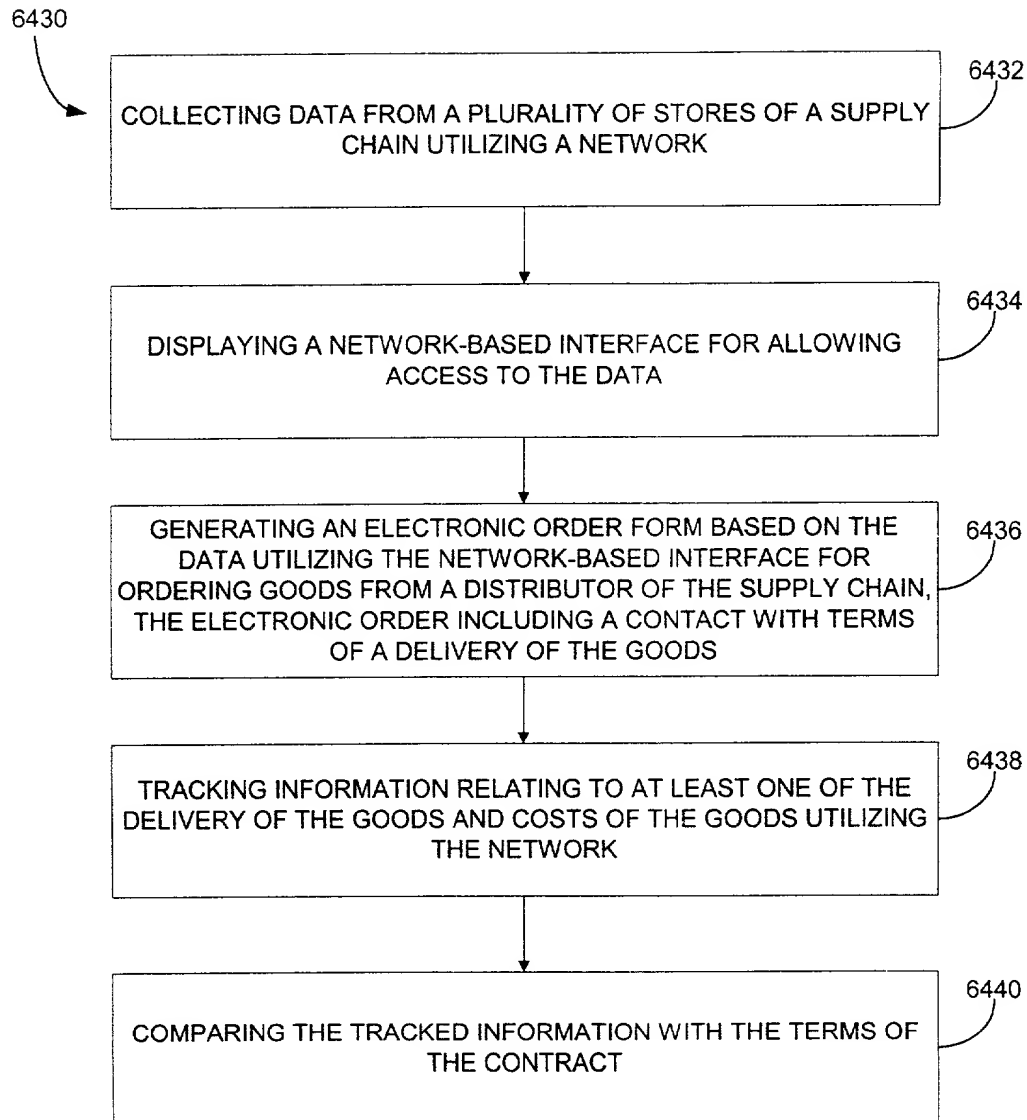 6430
6432
COLLECTING DATA FROM A PLURALITY OF STORES OF A SUPPLY
CHAIN UTILIZING A NETWORK
6434
DISPLAYING A NETWORK-BASED INTERFACE FOR ALLOWING
ACCESS TO THE DATA
GENERATING AN ELECTRONIC ORDER FORM BASED ON THE
DATA UTILIZING THE NETWORK-BASED INTERFACE FOR
ORDERING GOODS FROM A DISTRIBUTOR OF THE SUPPLY CHAIN,
THE ELECTRONIC ORDER INCLUDING A CONTACT WITH TERMS
OF A DELIVERY OF THE GOODS
6436
TRACKING INFORMATION RELATING TO AT LEAST ONE OF THE
DELIVERY OF THE GOODS AND COSTS OF THE GOODS UTILIZING
THE NETWORK
6438
COMPARING THE TRACKED INFORMATION WITH THE TERMS OF
THE CONTRACT
6440